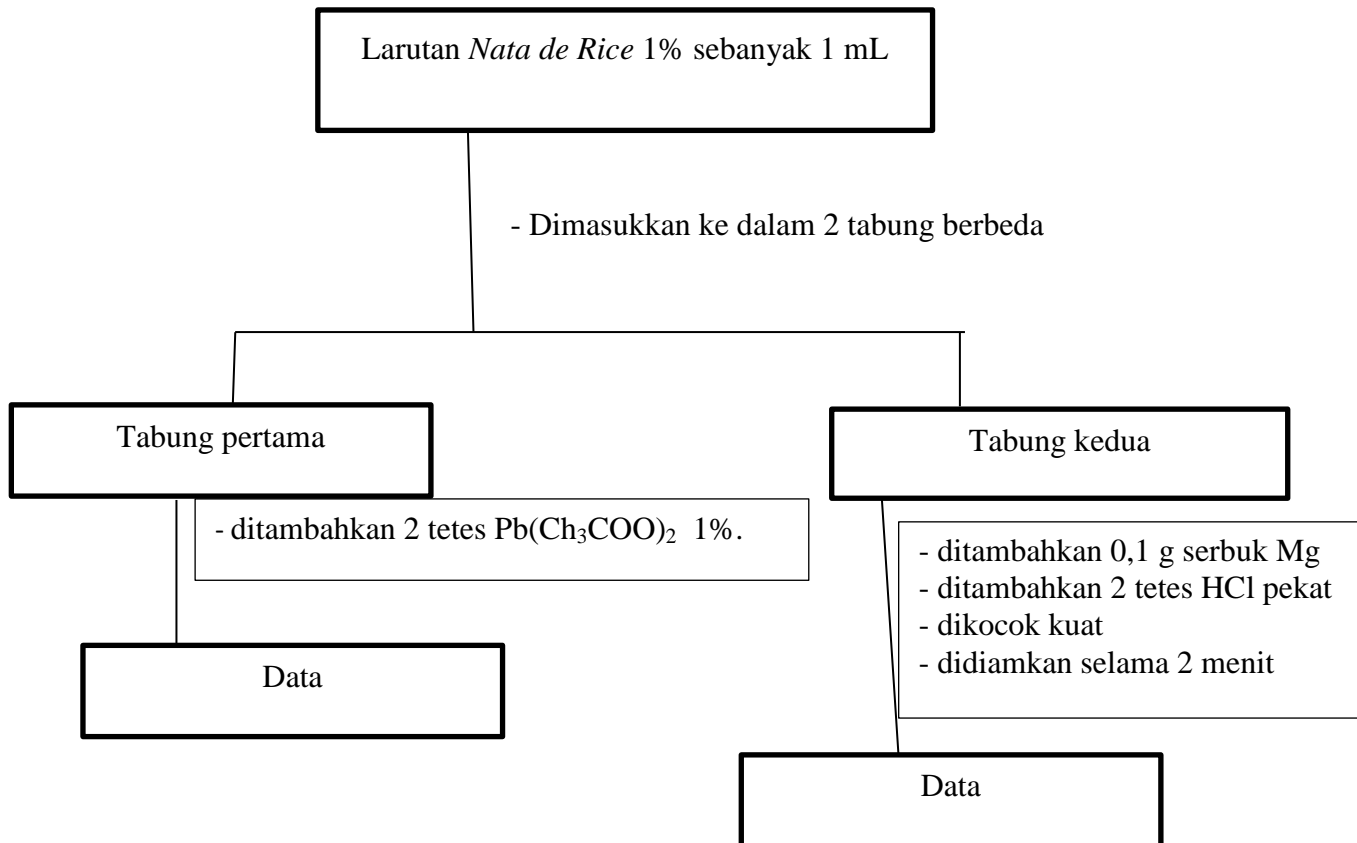 Larutan Nata de Rice 1% sebanyak 1 mL
- Dimasukkan ke dalam 2 tabung berbeda
Tabung pertama
Tabung kedua
- ditambahkan 2 tetes Pb(Ch₃COO)₂ 1%.
- ditambahkan 0,1 g serbuk Mg
- ditambahkan 2 tetes HCl pekat
- dikocok kuat
- didiamkan selama 2 menit
Data
Data